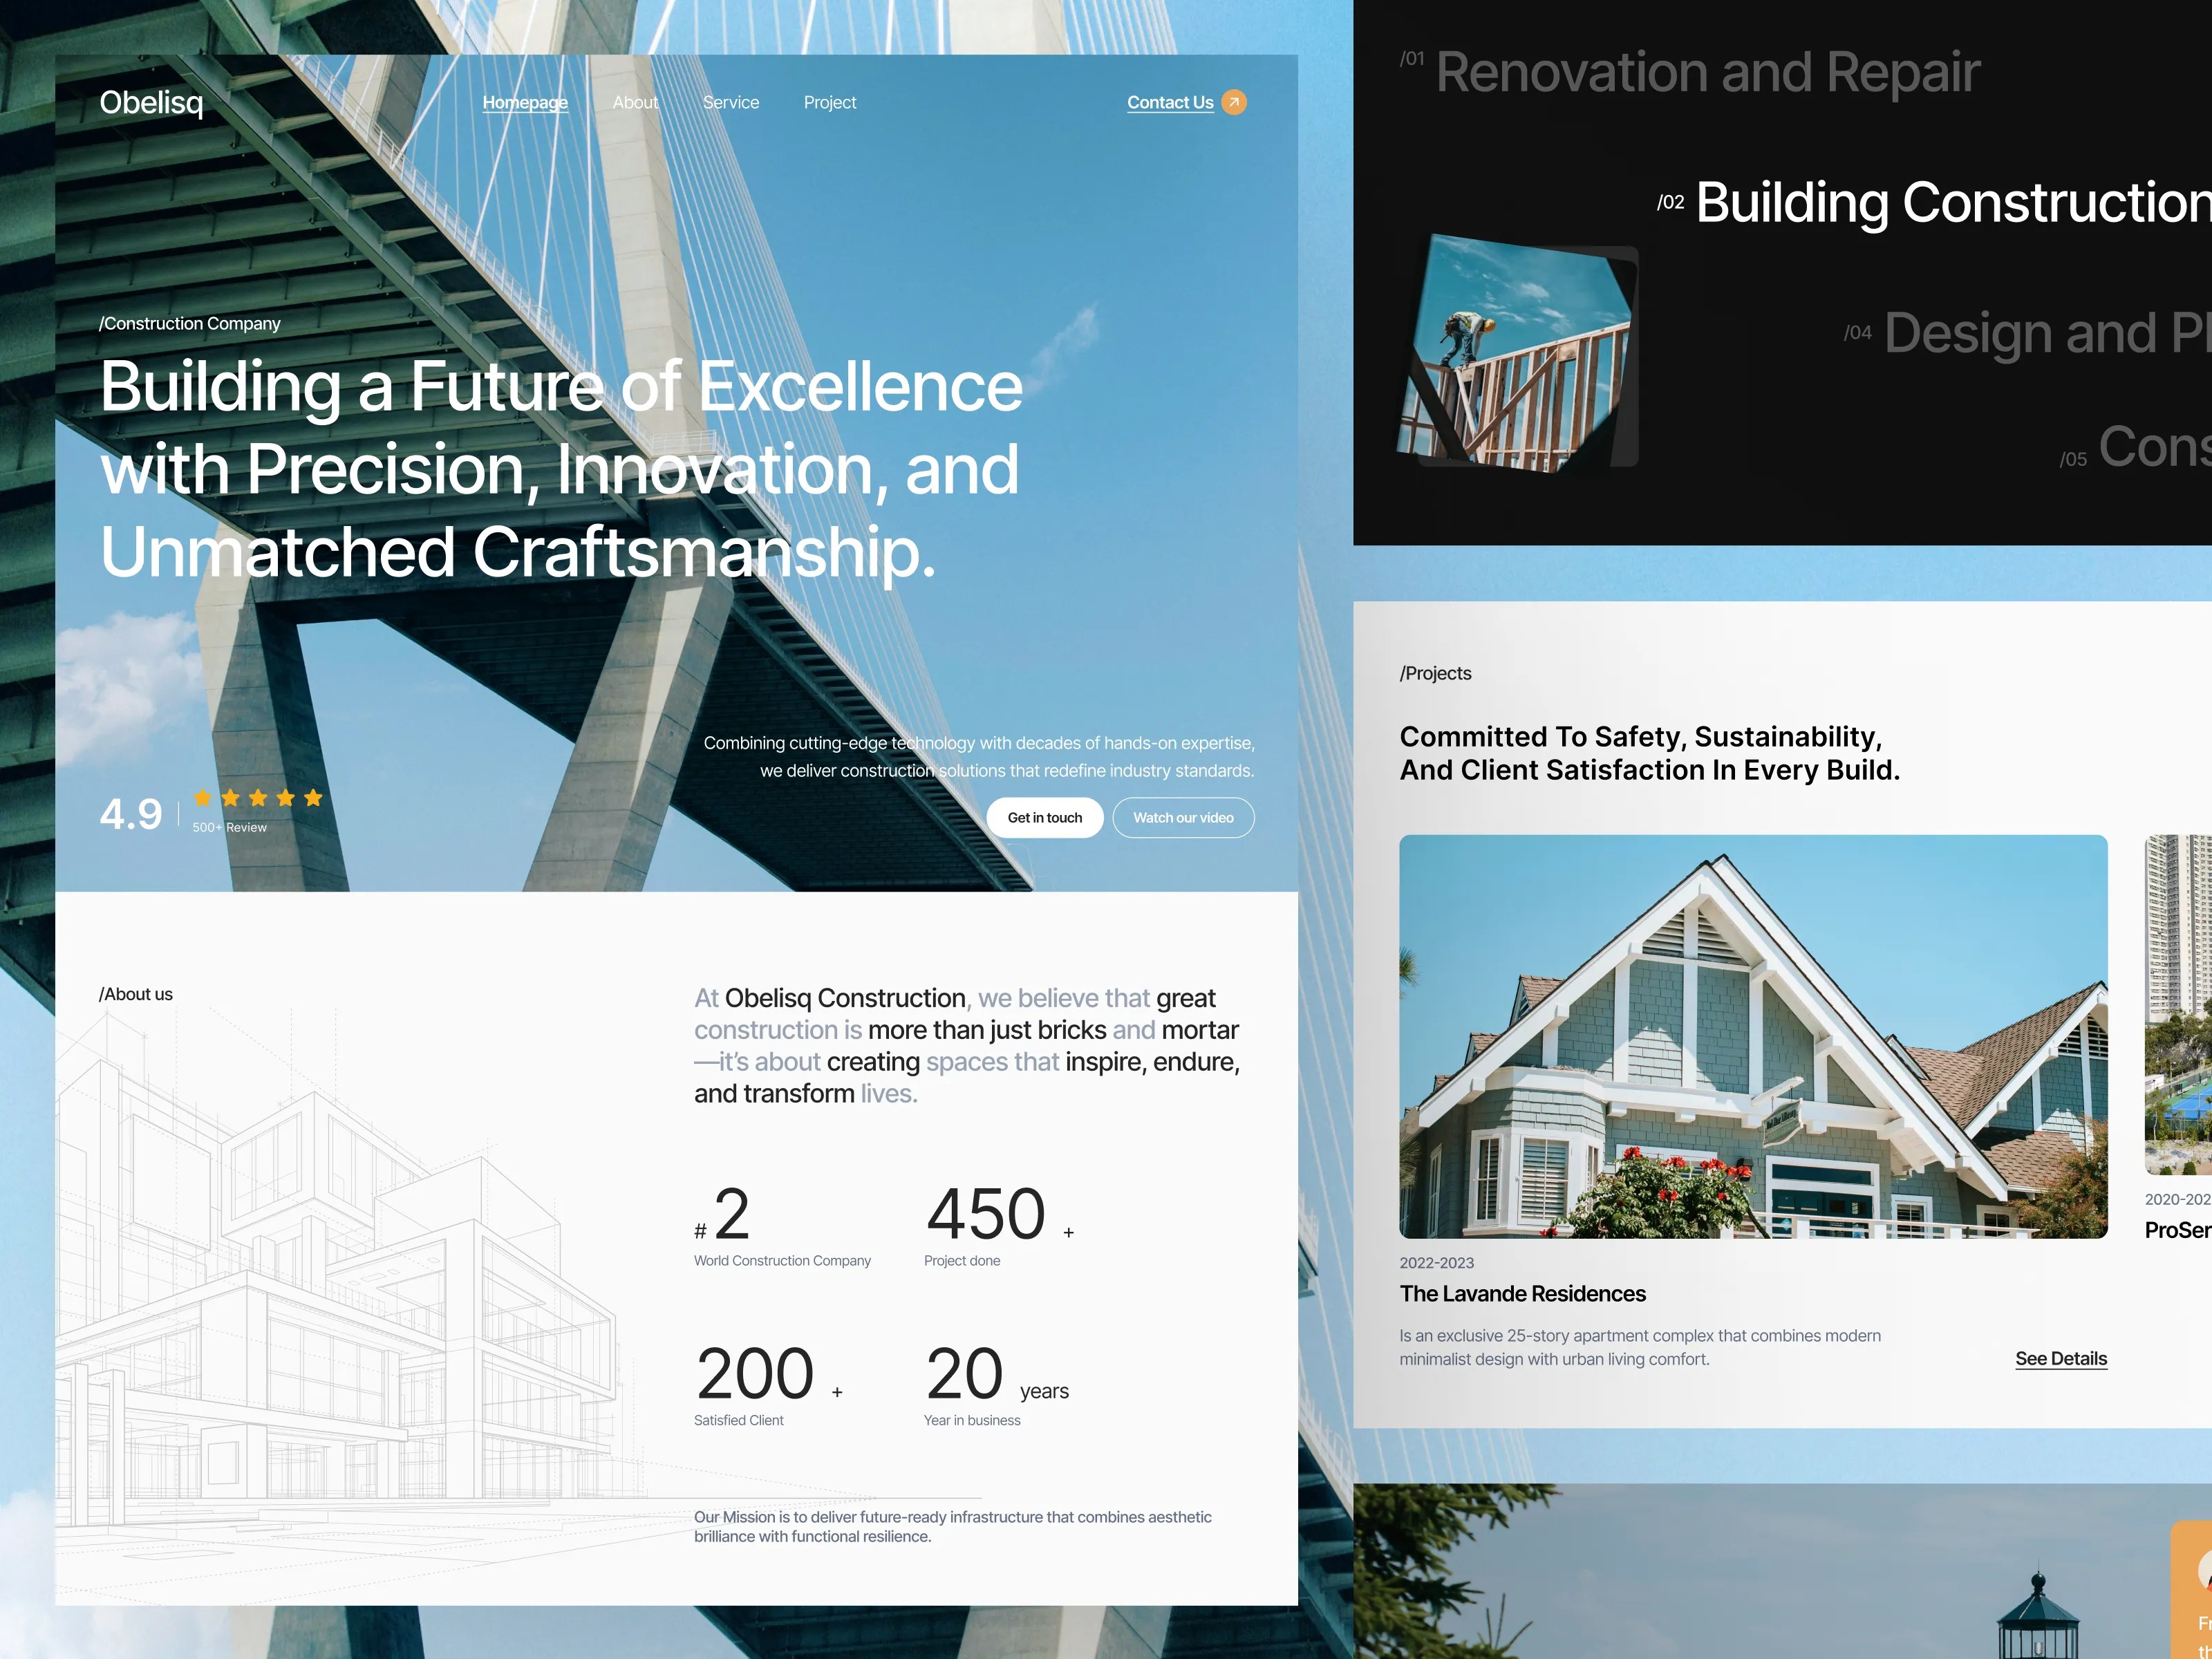 Obelisq
Homepage
About
Service
Project
Contact Us
/Construction Company
Building a Future of Excellence
with Precision, Innovation, and
Unmatched Craftsmanship.
Combining cutting-edge technology with decades of hands-on expertise,
we deliver construction solutions that redefine industry standards.
4.9
500+ Review
Get in touch
Watch our video
/About us
At Obelisq Construction, we believe that great
construction is more than just bricks and mortar
—it's about creating spaces that inspire, endure,
and transform lives.
# 2
World Construction Company
450 +
Project done
200 +
Satisfied Client
20 years
Year in business
Our Mission is to deliver future-ready infrastructure that combines aesthetic
brilliance with functional resilience.
/01 Renovation and Repair
/02 Building Construction
/04 Design and Pl
/05 Cons
/Projects
Committed To Safety, Sustainability,
And Client Satisfaction In Every Build.
2022-2023
The Lavande Residences
Is an exclusive 25-story apartment complex that combines modern
minimalist design with urban living comfort.
See Details
2020-202
ProSer